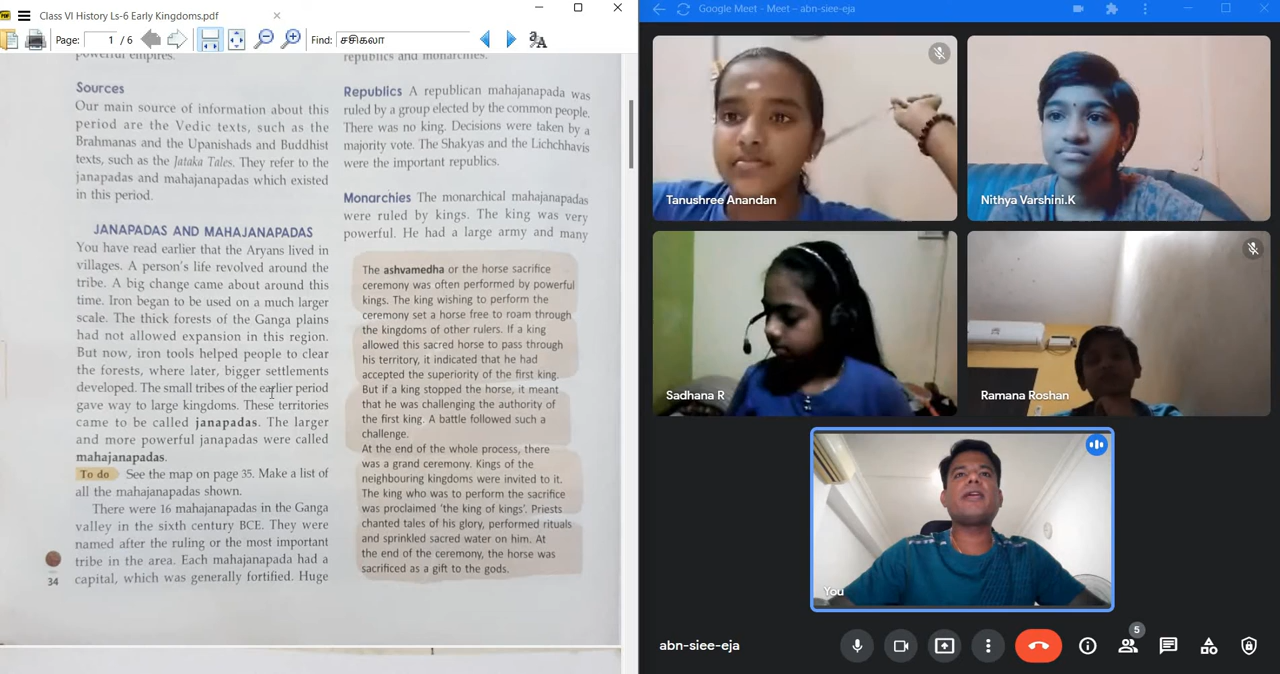 Class VI History Ls-6 Early Kingdoms.pdf
Page: 1 / 6
Find:
powerful empires.
Sources
Our main source of information about this
period are the Vedic texts, such as the
Brahmanas and the Upanishads and Buddhist
texts, such as the Jataka Tales. They refer to the
janapadas and mahajanapadas which existed
in this period.
JANAPADAS AND MAHAJANAPADAS
You have read earlier that the Aryans lived in
villages. A person's life revolved around the
tribe. A big change came about around this
time. Iron began to be used on a much larger
scale. The thick forests of the Ganga plains
had not allowed expansion in this region.
But now, iron tools helped people to clear
the forests, where later, bigger settlements
developed. The small tribes of the earlier period
gave way to large kingdoms. These territories
came to be called janapadas. The larger
and more powerful janapadas were called
mahajanapadas.
To do See the map on page 35. Make a list of
all the mahajanapadas shown.
There were 16 mahajanapadas in the Ganga
valley in the sixth century BCE. They were
named after the ruling or the most important
tribe in the area. Each mahajanapada had a
capital, which was generally fortified. Huge
34
republics and monarchies.
Republics A republican mahajanapada was
ruled by a group elected by the common people.
There was no king. Decisions were taken by a
majority vote. The Shakyas and the Lichchhavis
were the important republics.
Monarchies The monarchical mahajanapadas
were ruled by kings. The king was very
powerful. He had a large army and many
The ashvamedha or the horse sacrifice
ceremony was often performed by powerful
kings. The king wishing to perform the
ceremony set a horse free to roam through
the kingdoms of other rulers. If a king
allowed this sacred horse to pass through
his territory, it indicated that he had
accepted the superiority of the first king.
But if a king stopped the horse, it meant
that he was challenging the authority of
the first king. A battle followed such a
challenge.
At the end of the whole process, there
was a grand ceremony. Kings of the
neighbouring kingdoms were invited to it.
The king who was to perform the sacrifice
was proclaimed 'the king of kings'. Priests
chanted tales of his glory, performed rituals
and sprinkled sacred water on him. At
the end of the ceremony, the horse was
sacrificed as a gift to the gods.
Google Meet - Meet – abn-siee-eja
Tanushree Anandan
Nithya Varshini.K
Sadhana R
Ramana Roshan
You
abn-siee-eja
5